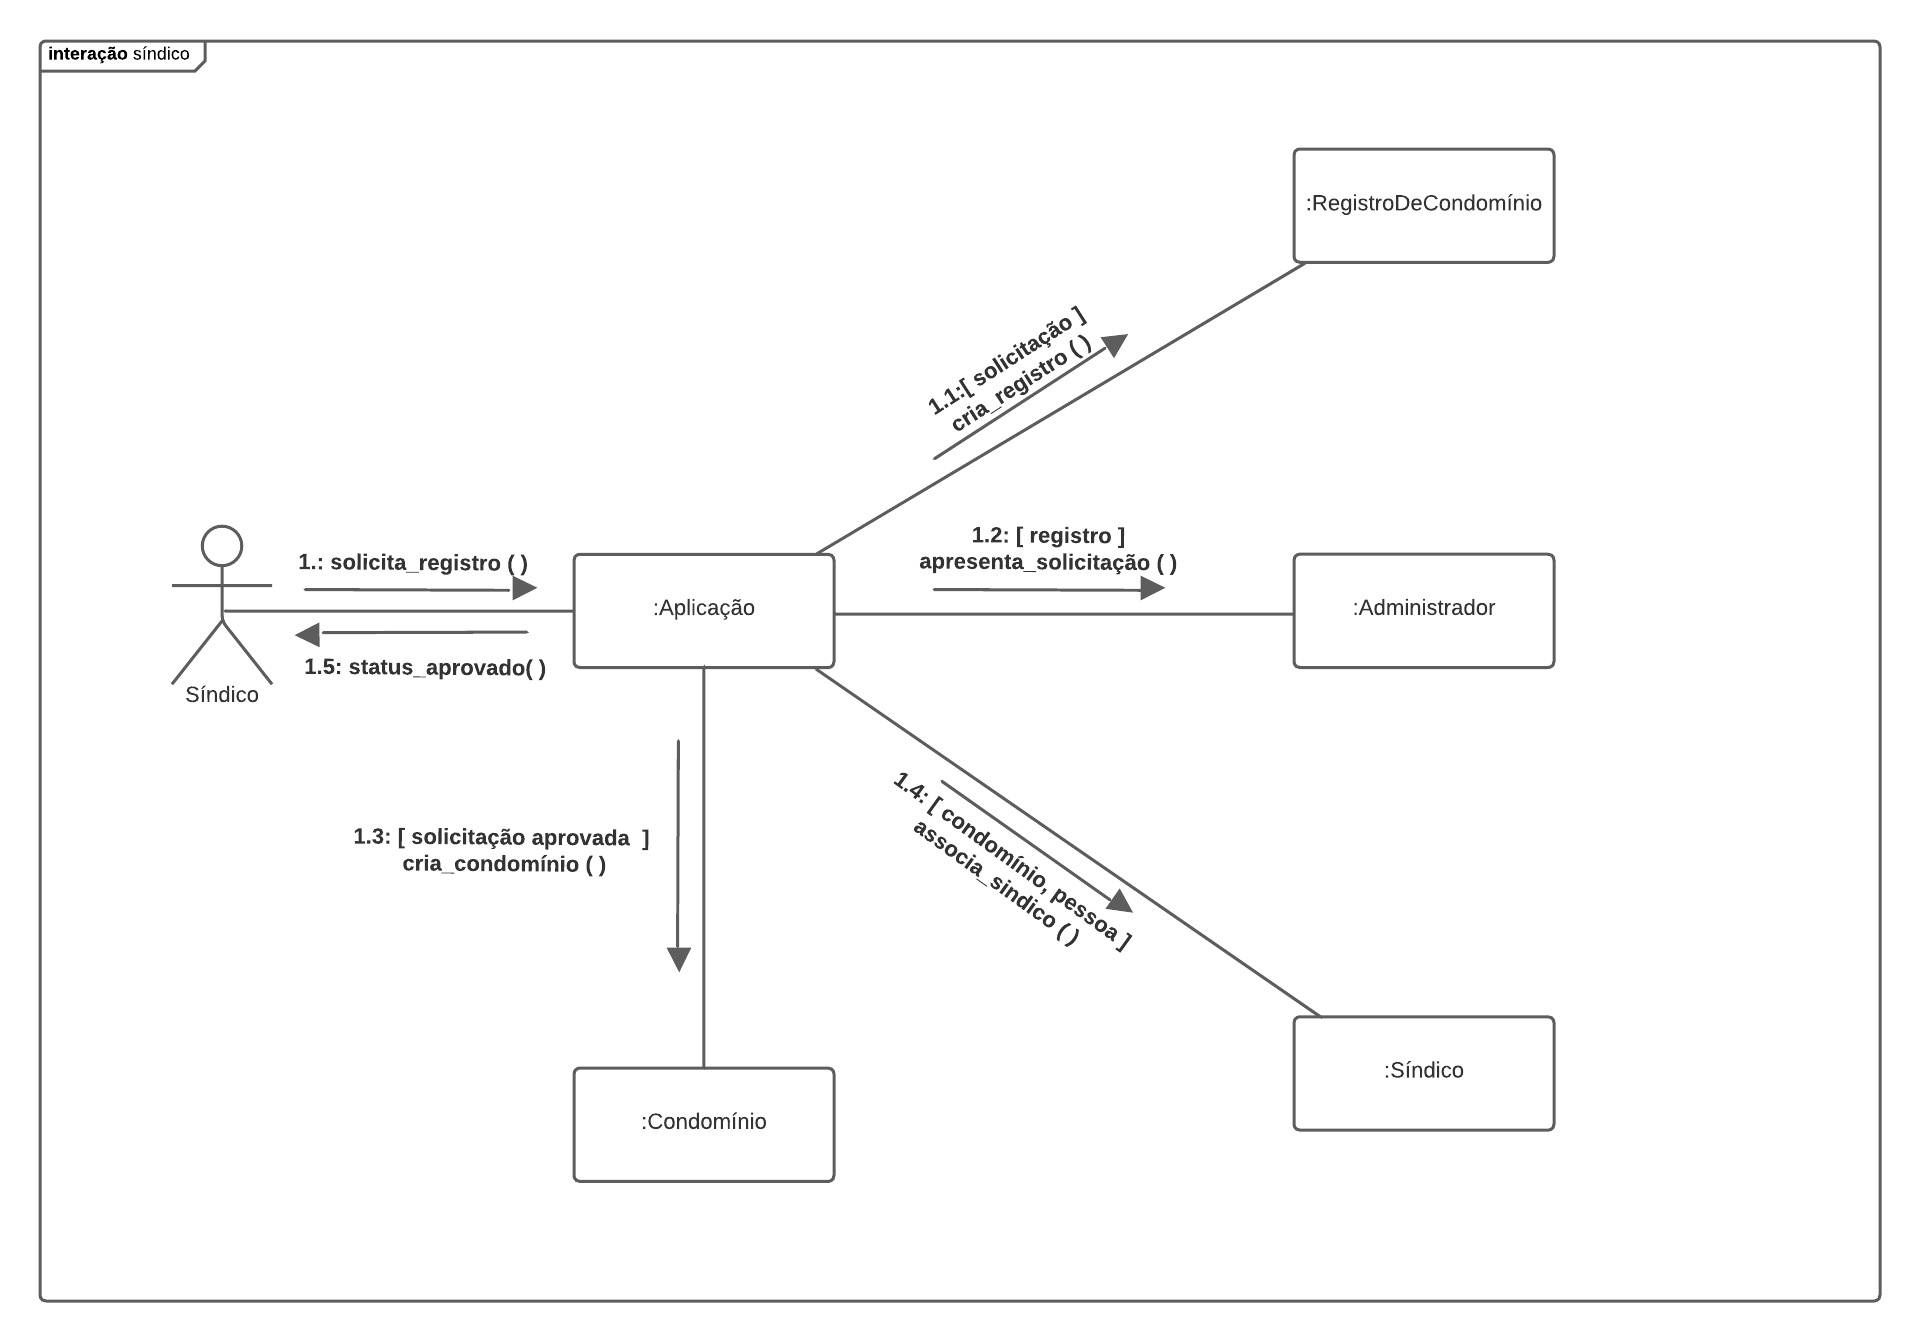 interação síndico
:RegistroDeCondomínio
1.1:[ solicitação ]
cria_registro ( )
1.: solicita_registro ( )
1.2: [ registro ]
apresenta_solicitação ( )
:Aplicação
:Administrador
1.5: status_aprovado( )
Síndico
1.3: [ solicitação aprovada  ]
cria_condomínio ( )
1.4: [ condomínio, pessoa ]
associa_sindico ( )
:Síndico
:Condomínio